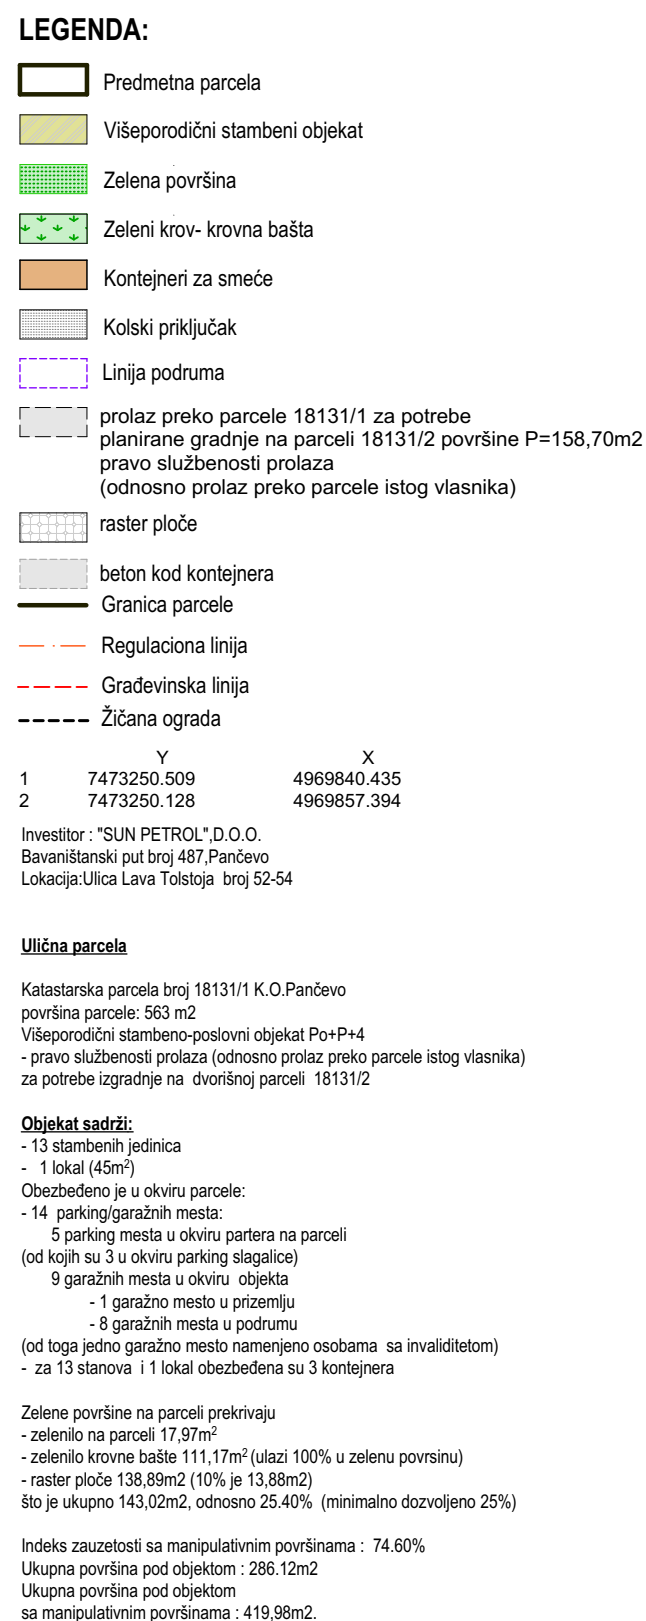 LEGENDA:
Predmetna parcela
Višeporodični stambeni objekat
Zelena površina
Zeleni krov- krovna bašta
Kontejneri za smeće
Kolski priključak
Linija podruma
prolaz preko parcele 18131/1 za potrebe
planirane gradnje na parceli 18131/2 površine P=158,70m2
pravo službenosti prolaza
(odnosno prolaz preko parcele istog vlasnika)
raster ploče
beton kod kontejnera
Granica parcele
Regulaciona linija
Građevinska linija
Žičana ograda
Y X
1 7473250.509 4969840.435
2 7473250.128 4969857.394
Investitor : "SUN PETROL",D.O.O.
Bavaništanski put broj 487,Pančevo
Lokacija:Ulica Lava Tolstoja broj 52-54
Ulična parcela
Katastarska parcela broj 18131/1 K.O.Pančevo
površina parcele: 563 m2
Višeporodični stambeno-poslovni objekat Po+P+4
- pravo službenosti prolaza (odnosno prolaz preko parcele istog vlasnika)
za potrebe izgradnje na dvorišnoj parceli 18131/2
Objekat sadrži:
- 13 stambenih jedinica
- 1 lokal (45m²)
Obezbeđeno je u okviru parcele:
- 14 parking/garažnih mesta:
5 parking mesta u okviru partera na parceli
(od kojih su 3 u okviru parking slagalice)
9 garažnih mesta u okviru objekta
- 1 garažno mesto u prizemlju
- 8 garažnih mesta u podrumu
(od toga jedno garažno mesto namenjeno osobama sa invaliditetom)
- za 13 stanova i 1 lokal obezbeđena su 3 kontejnera
Zelene površine na parceli prekrivaju
- zelenilo na parceli 17,97m²
- zelenilo krovne bašte 111,17m² (ulazi 100% u zelenu povrsinu)
- raster ploče 138,89m2 (10% je 13,88m2)
što je ukupno 143,02m2, odnosno 25.40% (minimalno dozvoljeno 25%)
Indeks zauzetosti sa manipulativnim površinama : 74.60%
Ukupna površina pod objektom : 286.12m2
Ukupna površina pod objektom
sa manipulativnim površinama : 419,98m2.